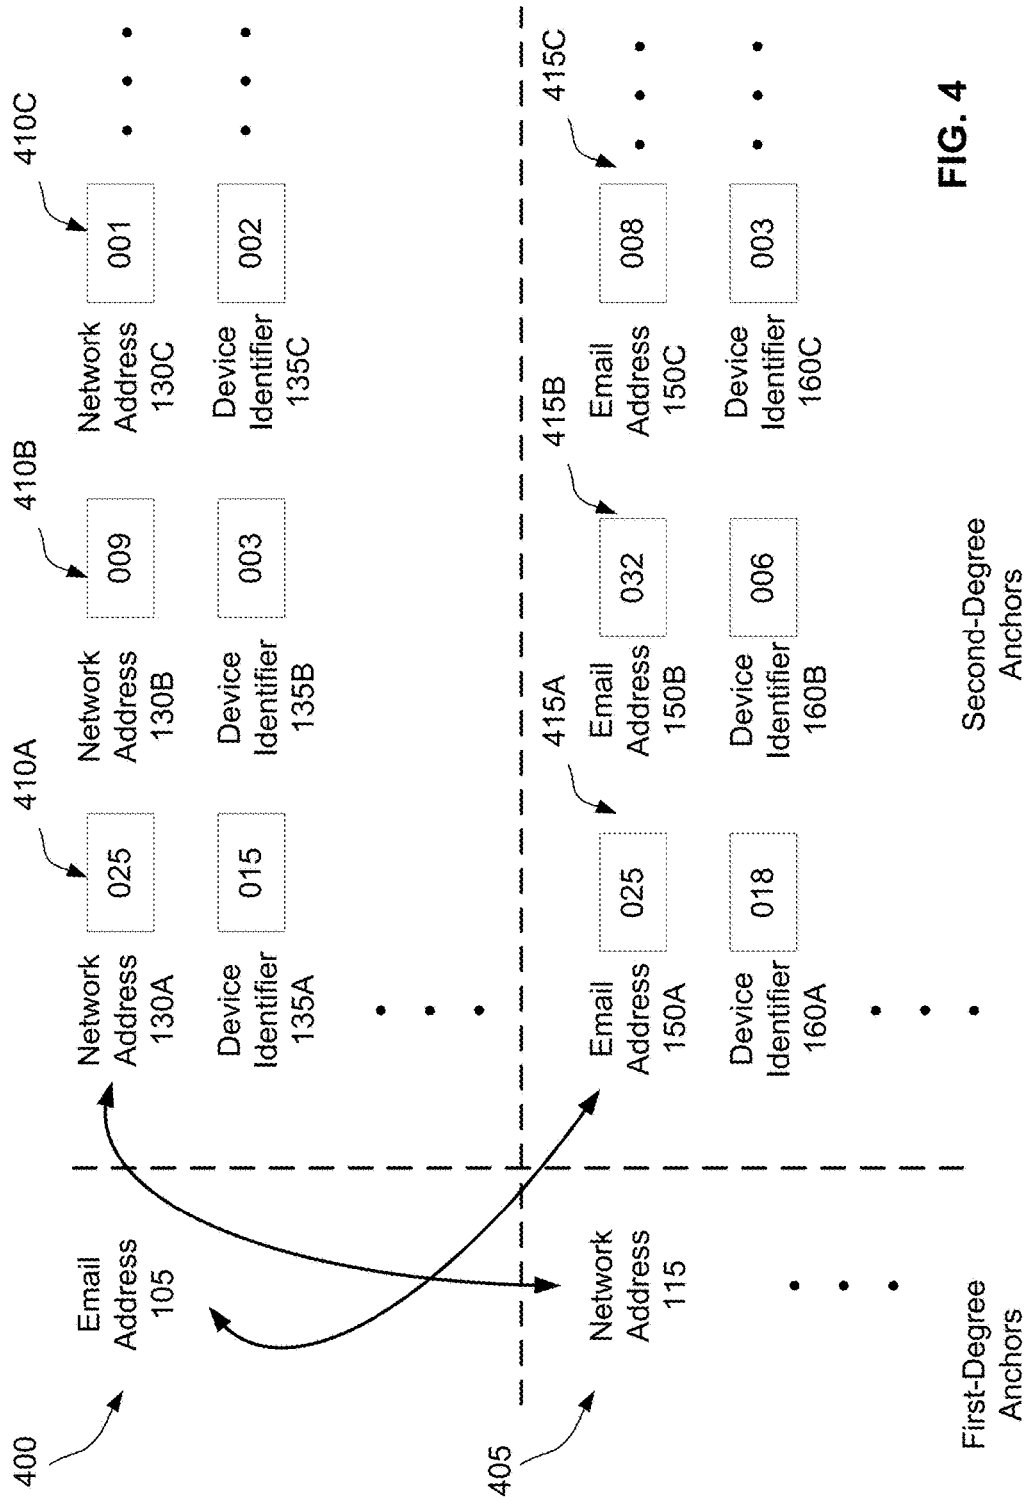 400
Email
Address
105
Network
Address
130A
025
410A
Network
Address
130B
009
410B
Network
Address
130C
001
410C
Device
Identifier
135A
015
Device
Identifier
135B
003
Device
Identifier
135C
002
405
Network
Address
115
Email
Address
150A
025
415A
Email
Address
150B
032
415B
Email
Address
150C
008
415C
Device
Identifier
160A
018
Device
Identifier
160B
006
Device
Identifier
160C
003
First-Degree
Anchors
Second-Degree
Anchors
FIG. 4